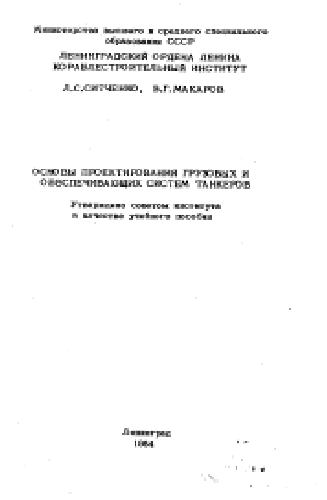 Министерство высшего и среднего специального
образования СССР
ЛЕНИНГРАДСКИЙ ОРДЕНА ЛЕНИНА
КОРАБЛЕСТРОИТЕЛЬНЫЙ ИНСТИТУТ
Л.С.СИТЧЕНКО, В.Г.МАКАРОВ
ОСНОВЫ ПРОЕКТИРОВАНИЯ ГРУЗОВЫХ И
ОБЕСПЕЧИВАЮЩИХ СИСТЕМ ТАНКЕРОВ
Утверждено советом института
в качестве учебного пособия
Ленинград
1984